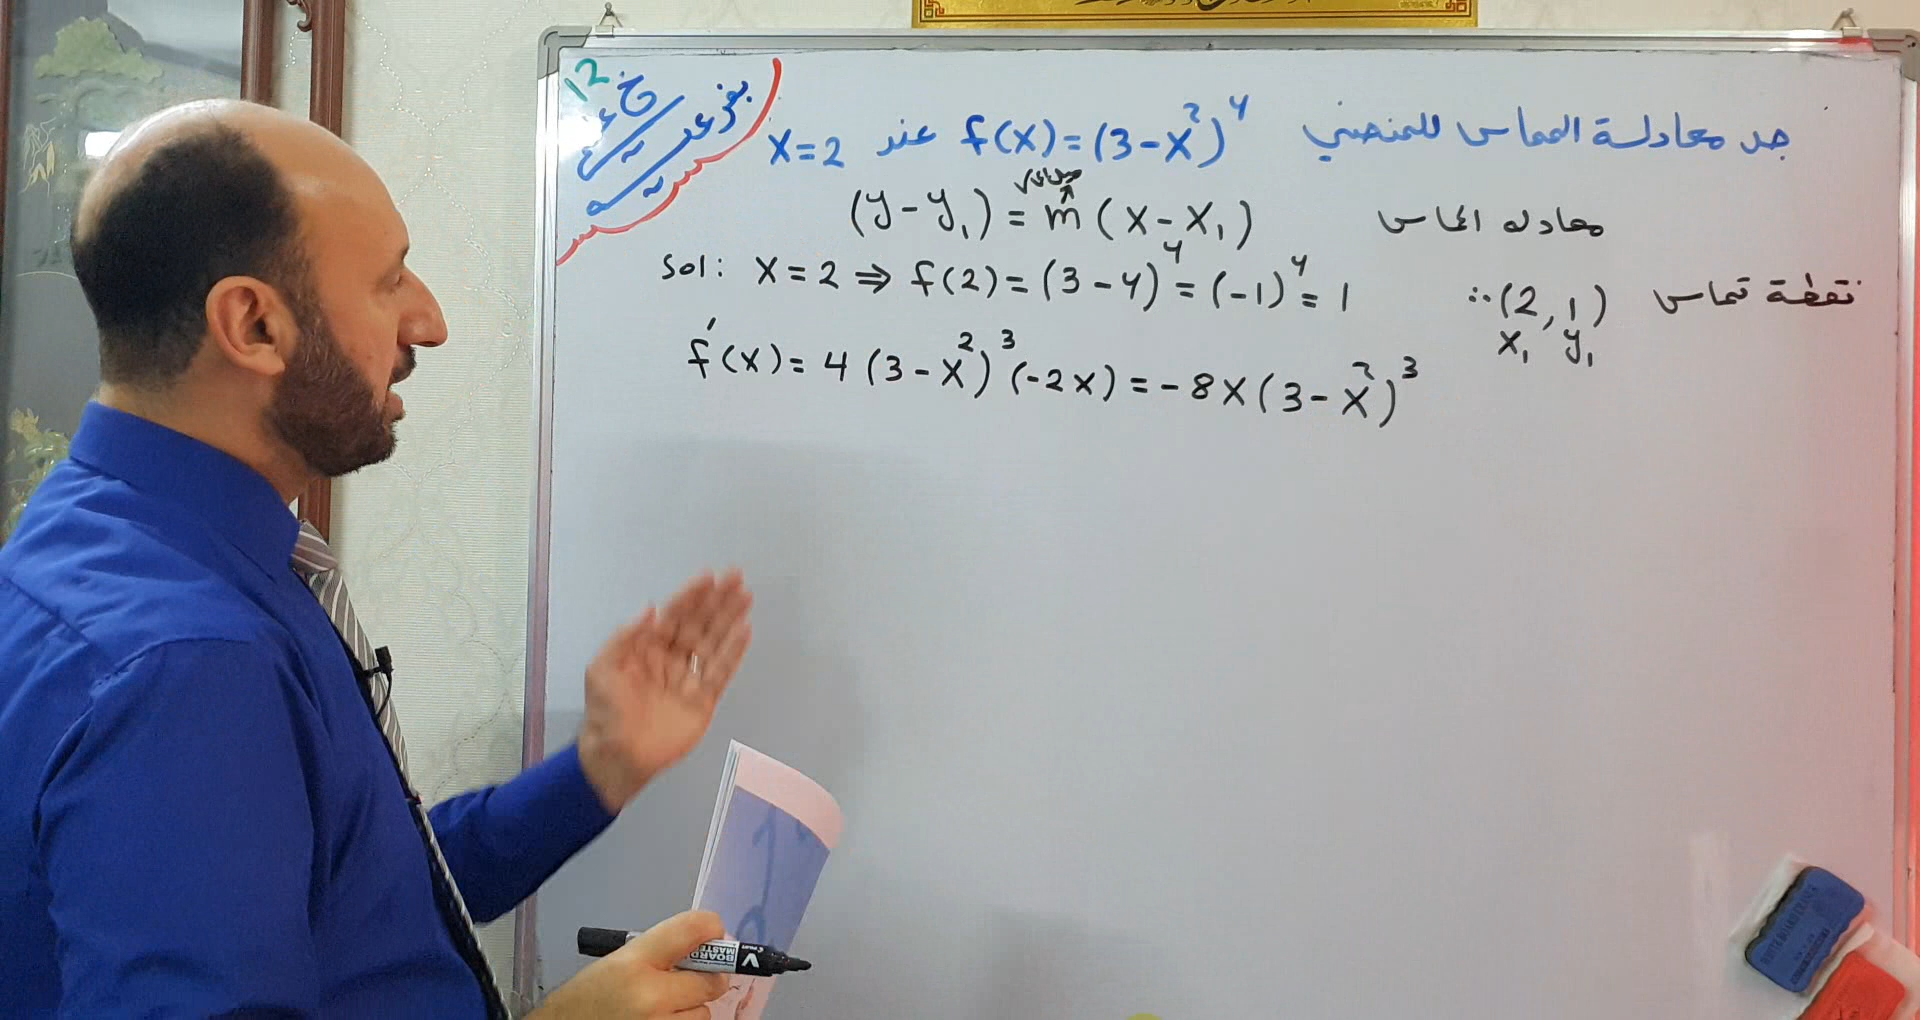 12
جد معادلة المماس للمنحني f(x)=(3-x²)⁴ عند x=2
معادلة المماس (y-y₁) = m (x-x₁)
Sol: x=2 ⇒ f(2)=(3-4)⁴=(-1)⁴=1 ∴(2,1) نقطة تماس
x₁ y₁
f′(x)=4(3-x²)³(-2x)=-8x(3-x²)³
BOARD MASTER V